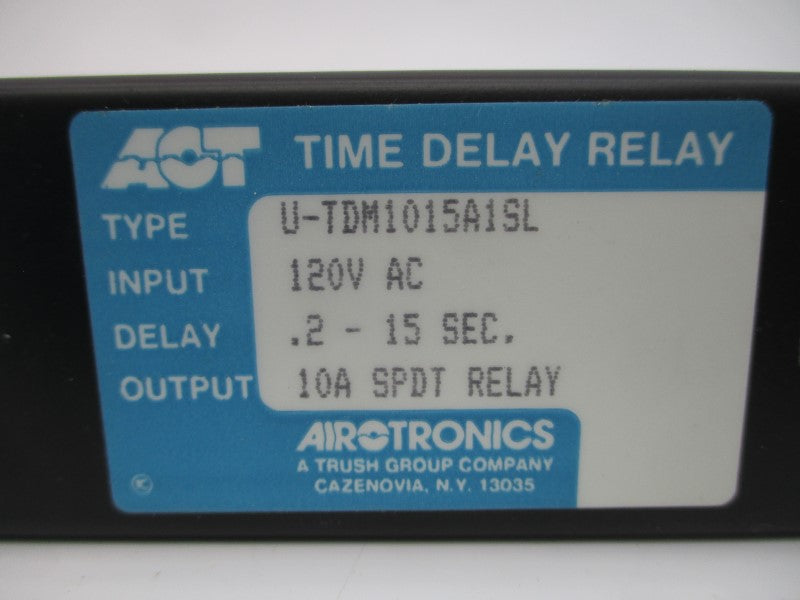 ACT TIME DELAY RELAY
TYPE U-TDM1015A1SL
INPUT 120V AC
DELAY .2 - 15 SEC.
OUTPUT 10A SPDT RELAY
AIROTRONICS
A TRUSH GROUP COMPANY
CAZENOVIA, N.Y. 13035